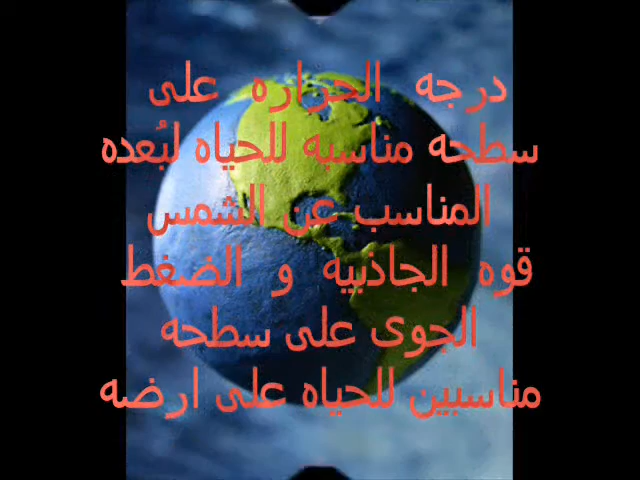 درجه الحراره على
سطحه مناسبه للحياه لبُعده
المناسب عن الشمس
قوه الجاذبيه و الضغط
الجوى على سطحه
مناسبين للحياه على ارضه